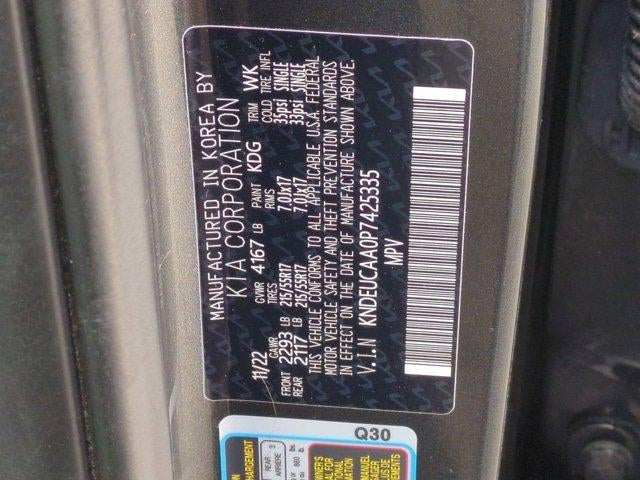 MANUFACTURED IN KOREA BY
KIA CORPORATION
11/22 GVWR 4167 LB PAINT KDG TRIM WK
GAWR TIRES RIMS COLD TIRE INFL
FRONT 2293 LB 215/55R17 7.0Jx17 35psi SINGLE
REAR 2117 LB 215/55R17 7.0Jx17 33psi SINGLE
THIS VEHICLE CONFORMS TO ALL APPLICABLE U.S.A. FEDERAL
MOTOR VEHICLE SAFETY AND THEFT PREVENTION STANDARDS
IN EFFECT ON THE DATE OF MANUFACTURE SHOWN ABOVE.
V.I.N KNDEUCAA0P7425335
MPV
Q30
REAR 3
ARRIERE